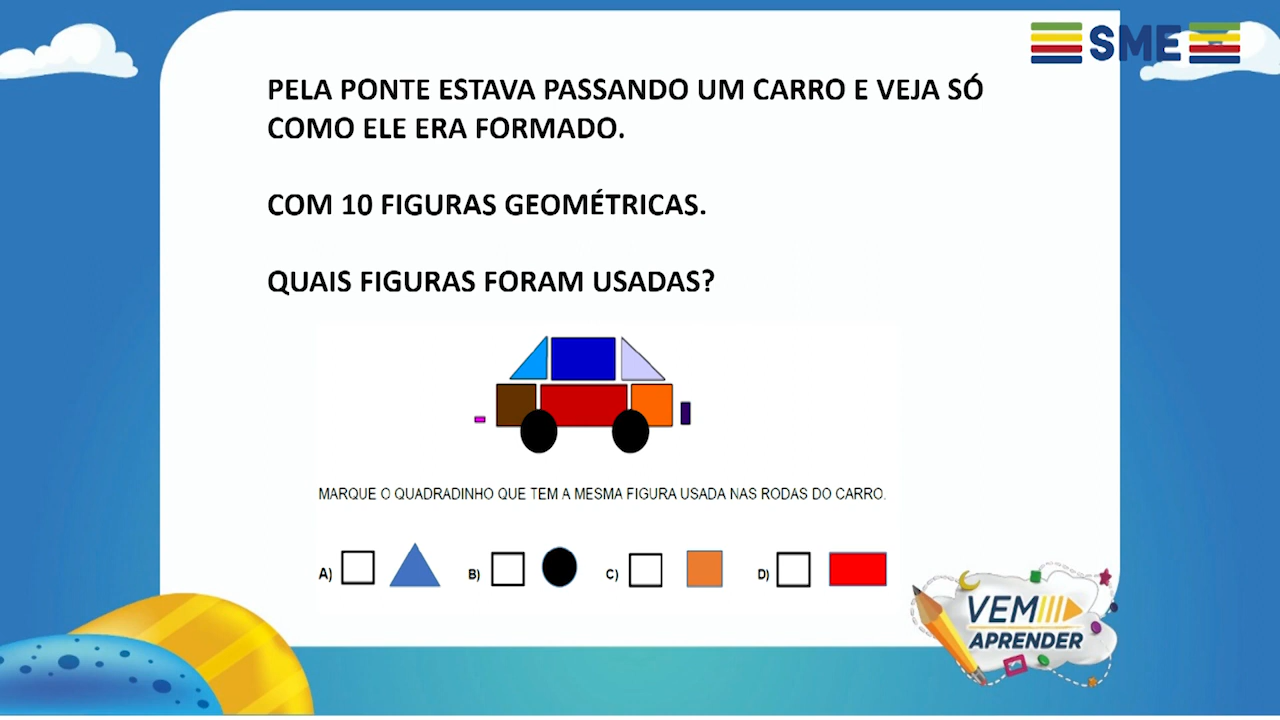 SME
PELA PONTE ESTAVA PASSANDO UM CARRO E VEJA SÓ
COMO ELE ERA FORMADO.
COM 10 FIGURAS GEOMÉTRICAS.
QUAIS FIGURAS FORAM USADAS?
MARQUE O QUADRADINHO QUE TEM A MESMA FIGURA USADA NAS RODAS DO CARRO.
A) B) C) D)
VEM
APRENDER